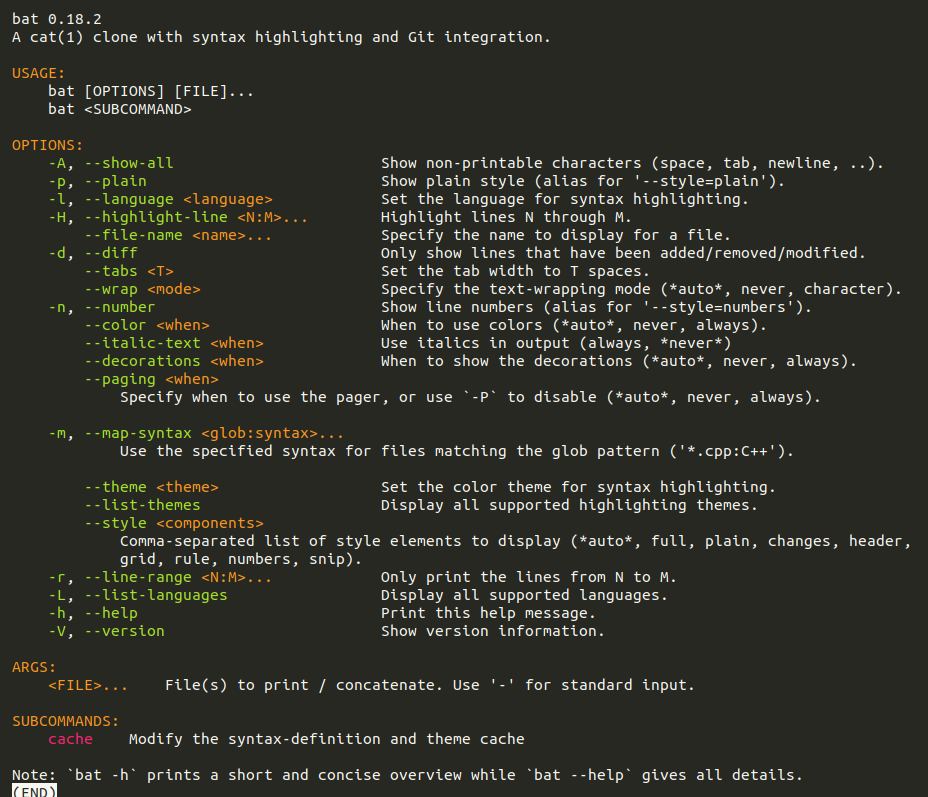 bat 0.18.2
A cat(1) clone with syntax highlighting and Git integration.

USAGE:
    bat [OPTIONS] [FILE]...
    bat <SUBCOMMAND>

OPTIONS:
    -A, --show-all                       Show non-printable characters (space, tab, newline, ..).
    -p, --plain                          Show plain style (alias for '--style=plain').
    -l, --language <language>            Set the language for syntax highlighting.
    -H, --highlight-line <N:M>...        Highlight lines N through M.
        --file-name <name>...            Specify the name to display for a file.
    -d, --diff                           Only show lines that have been added/removed/modified.
        --tabs <T>                       Set the tab width to T spaces.
        --wrap <mode>                    Specify the text-wrapping mode (*auto*, never, character).
    -n, --number                         Show line numbers (alias for '--style=numbers').
        --color <when>                   When to use colors (*auto*, never, always).
        --italic-text <when>             Use italics in output (always, *never*)
        --decorations <when>             When to show the decorations (*auto*, never, always).
        --paging <when>
            Specify when to use the pager, or use `-P` to disable (*auto*, never, always).

    -m, --map-syntax <glob:syntax>...
            Use the specified syntax for files matching the glob pattern ('*.cpp:C++').

        --theme <theme>                  Set the color theme for syntax highlighting.
        --list-themes                    Display all supported highlighting themes.
        --style <components>
            Comma-separated list of style elements to display (*auto*, full, plain, changes, header,
            grid, rule, numbers, snip).
    -r, --line-range <N:M>...            Only print the lines from N to M.
    -L, --list-languages                 Display all supported languages.
    -h, --help                           Print this help message.
    -V, --version                        Show version information.

ARGS:
    <FILE>...    File(s) to print / concatenate. Use '-' for standard input.

SUBCOMMANDS:
    cache    Modify the syntax-definition and theme cache

Note: `bat -h` prints a short and concise overview while `bat --help` gives all details.
(END)